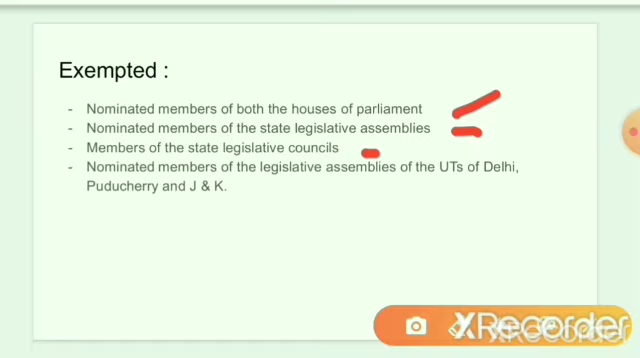 Exempted :
- Nominated members of both the houses of parliament
- Nominated members of the state legislative assemblies
- Members of the state legislative councils
- Nominated members of the legislative assemblies of the UTs of Delhi,
Puducherry and J & K.
XRecorder